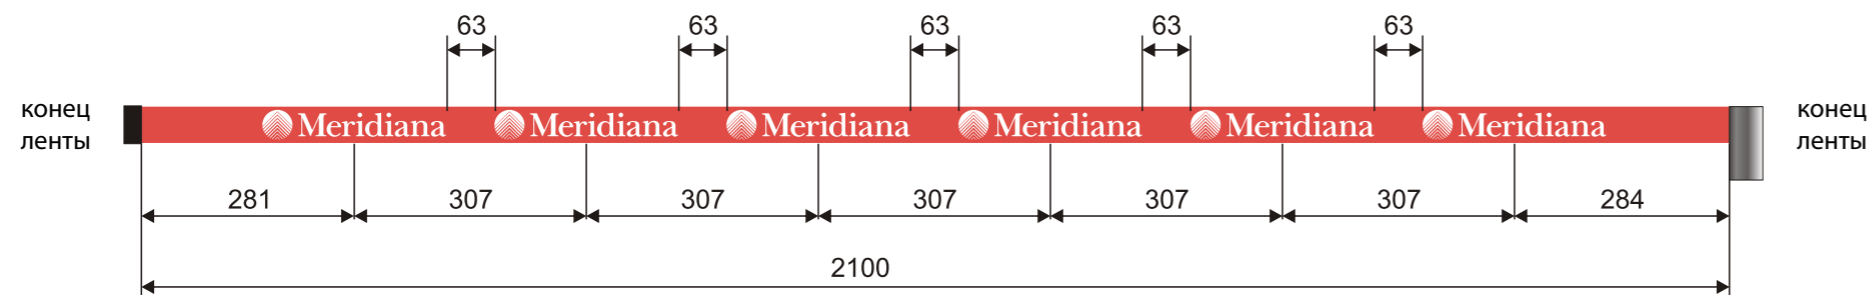 63 63 63 63 63
конец
ленты
Meridiana Meridiana Meridiana Meridiana Meridiana Meridiana
конец
ленты
281 307 307 307 307 307 284
2100